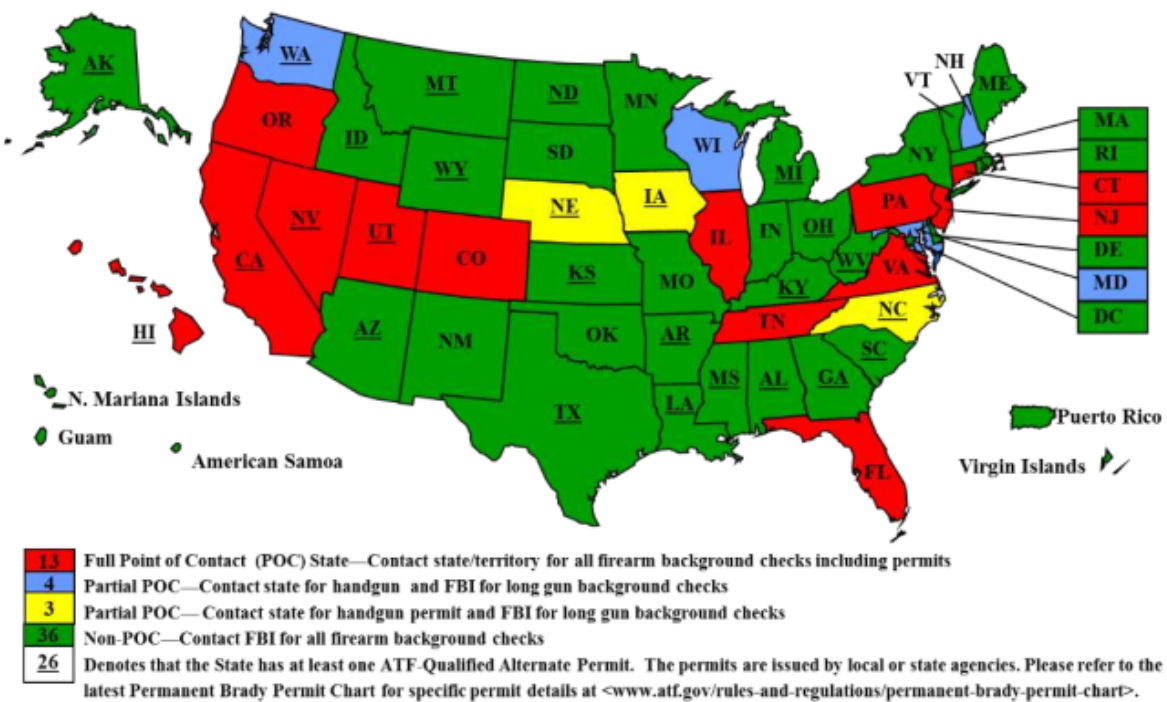 NH
VT
AK
WA
MT
ND
MN
ME
OR
ID
WY
SD
WI
MI
NY
MA
RI
CT
NJ
DE
MD
DC
NV
UT
CO
NE
IA
IL
IN
OH
PA
CA
KS
MO
WV
VA
KY
HI
AZ
NM
OK
AR
TN
NC
SC
TX
LA
MS
AL
GA
FL
N. Mariana Islands
Guam
American Samoa
Puerto Rico
Virgin Islands
13 Full Point of Contact (POC) State—Contact state/territory for all firearm background checks including permits
4 Partial POC—Contact state for handgun and FBI for long gun background checks
3 Partial POC— Contact state for handgun permit and FBI for long gun background checks
36 Non-POC—Contact FBI for all firearm background checks
26 Denotes that the State has at least one ATF-Qualified Alternate Permit. The permits are issued by local or state agencies. Please refer to the
latest Permanent Brady Permit Chart for specific permit details at <www.atf.gov/rules-and-regulations/permanent-brady-permit-chart>.